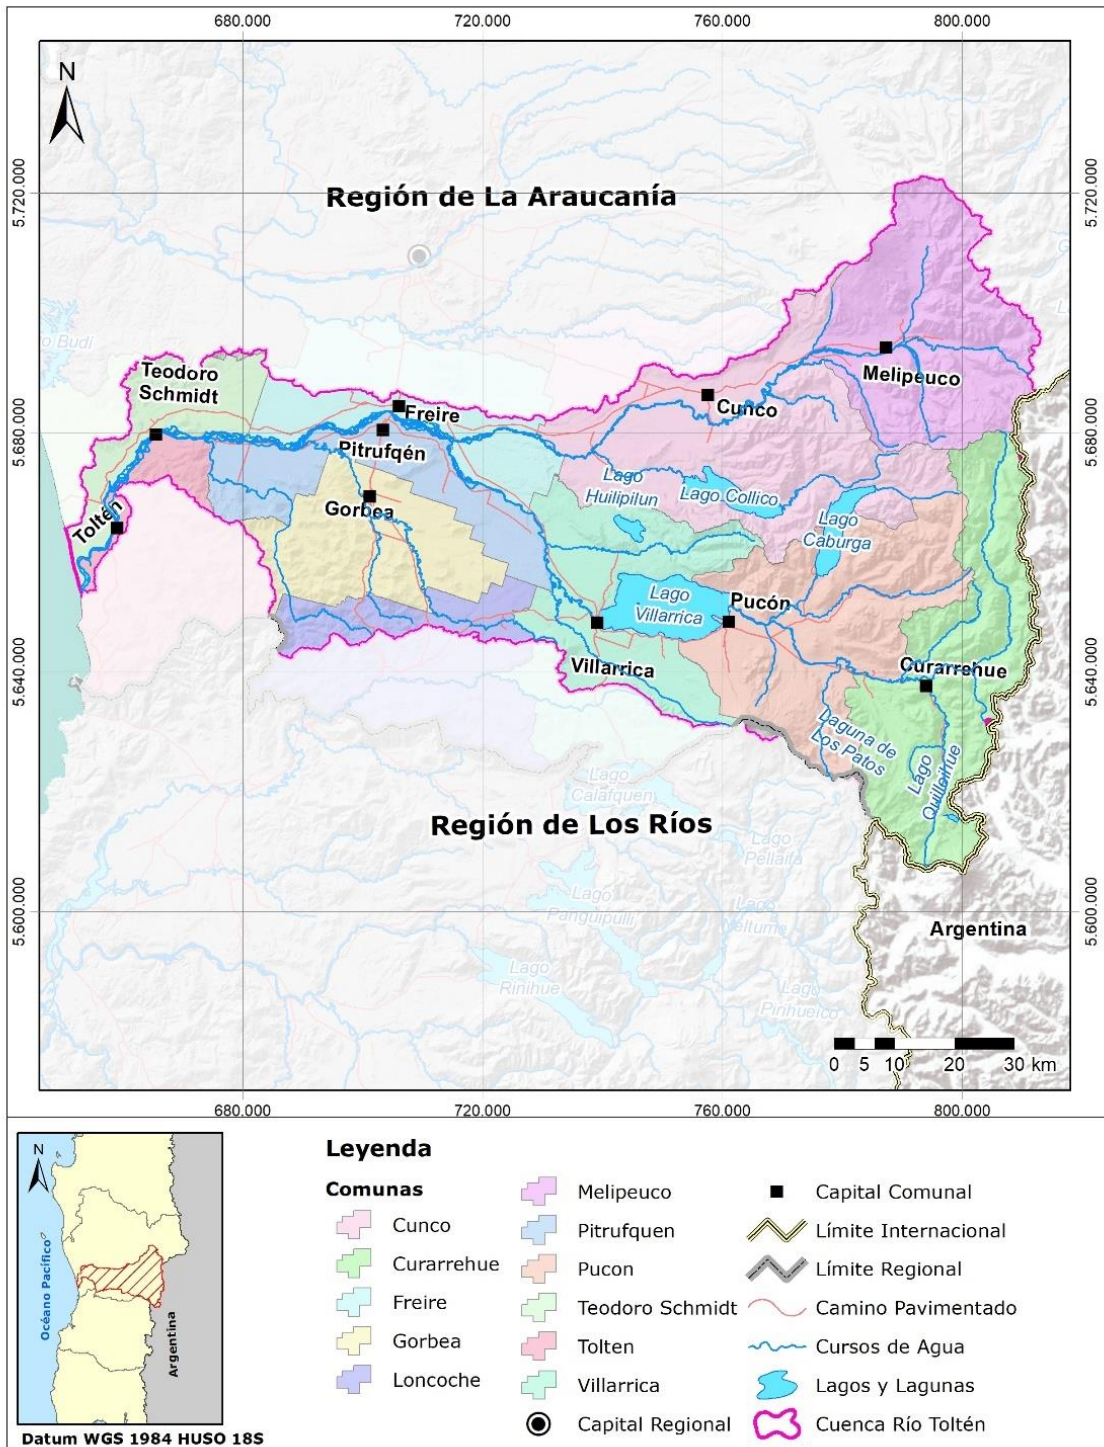 680.000
720.000
760.000
800.000
N
5.720.000
5.720.000
Región de La Araucanía
Teodoro
Schmidt
Melipeuco
Freire
Cunco
5.680.000
5.680.000
Pitrufqén
Lago
Huilipilun
Lago Collico
Gorbea
Toltén
Lago
Caburga
Lago
Villarrica
Pucón
Villarrica
Curarrehue
5.640.000
5.640.000
Laguna de
Los Patos
Lago
Quilleihue
Lago
Calafquen
Región de Los Ríos
Lago
Pellaifa
Lago
Panguipulli
Lago
Lago
Rinihue
Lago
Pirihueico
5.600.000
5.600.000
Argentina
0 5 10 20 30 km
680.000
720.000
760.000
800.000
N
Océano Pacífico
Argentina
Datum WGS 1984 HUSO 18S
Leyenda
Comunas
Cunco
Curarrehue
Freire
Gorbea
Loncoche
Melipeuco
Pitrufquen
Pucon
Teodoro Schmidt
Tolten
Villarrica
Capital Regional
Capital Comunal
Límite Internacional
Límite Regional
Camino Pavimentado
Cursos de Agua
Lagos y Lagunas
Cuenca Río Toltén